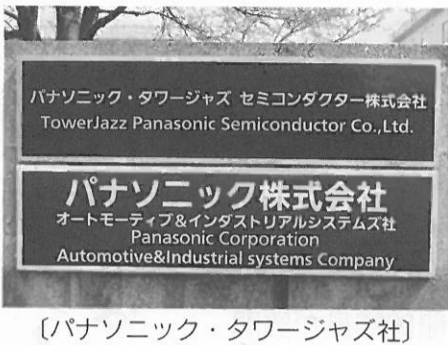 パナソニック・タワージャズ セミコンダクター株式会社
TowerJazz Panasonic Semiconductor Co.,Ltd.
パナソニック株式会社
オートモーティブ&インダストリアルシステムズ社
Panasonic Corporation
Automotive&Industrial systems Company
〔パナソニック・タワージャズ社〕